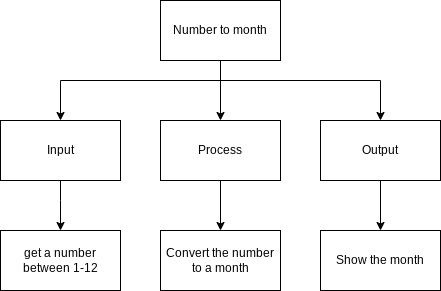 Number to month
Input
Process
Output
get a number
between 1-12
Convert the number
to a month
Show the month